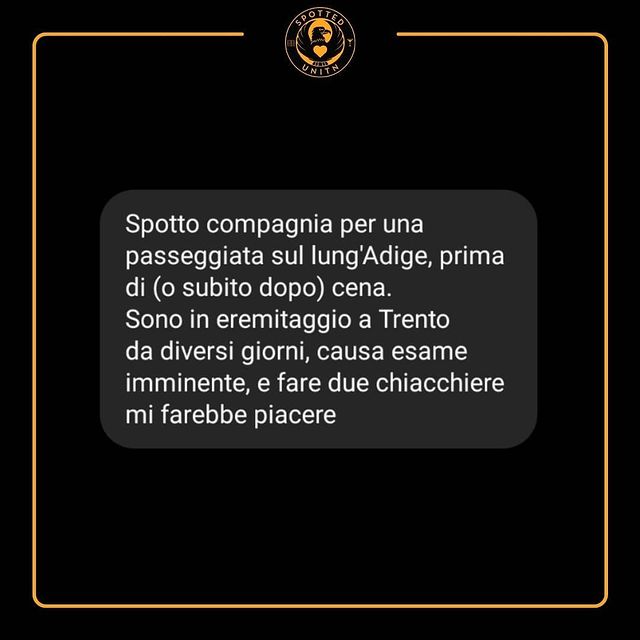 SPOTTED
UNITN
Spotto compagnia per una
passeggiata sul lung'Adige, prima
di (o subito dopo) cena.
Sono in eremitaggio a Trento
da diversi giorni, causa esame
imminente, e fare due chiacchiere
mi farebbe piacere